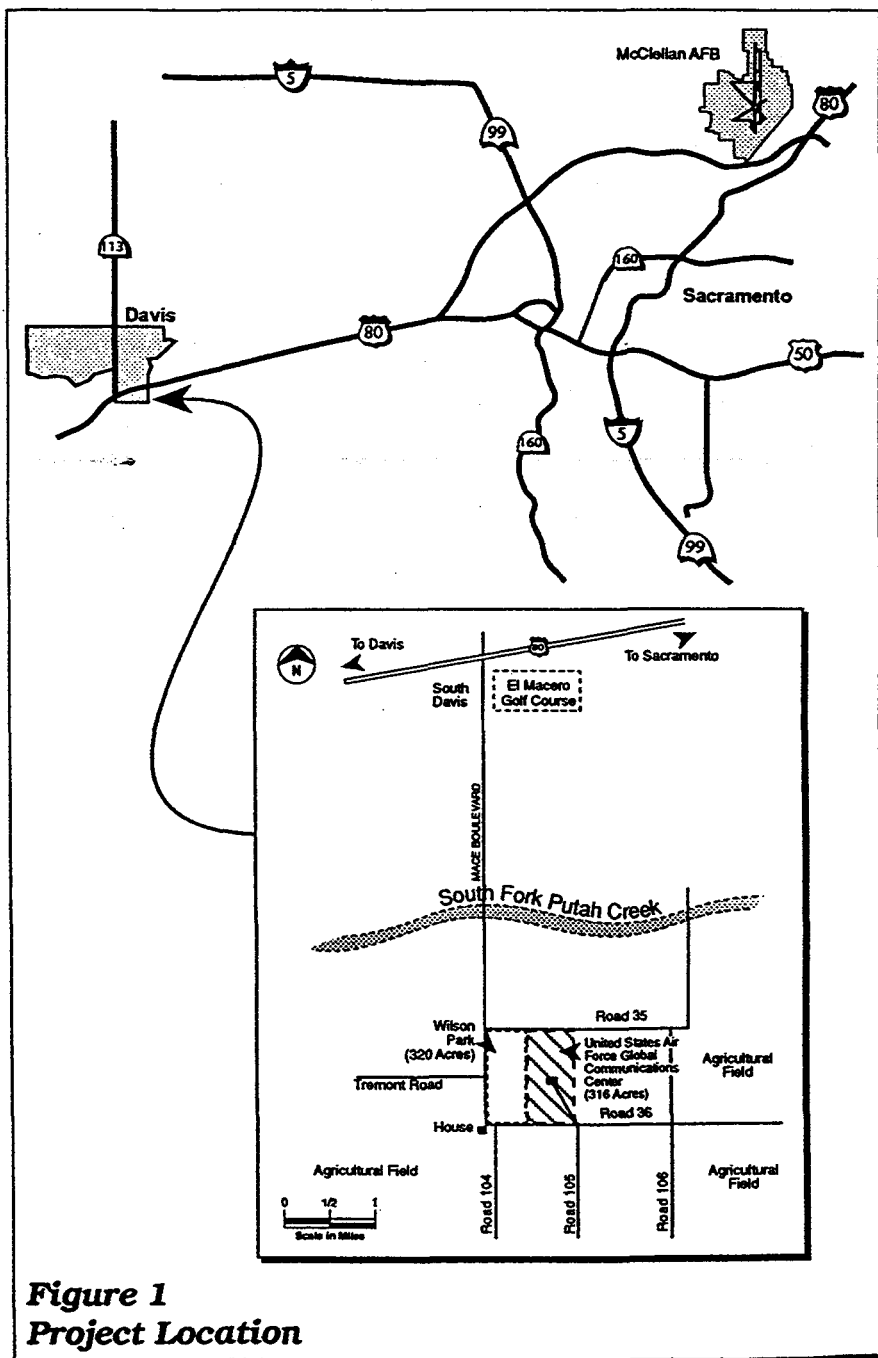 McClellan AFB
5
80
99
113
160
Davis
Sacramento
80
50
160
5
99
N
To Davis
80
To Sacramento
South
Davis
El Macero
Golf Course
MACE BOULEVARD
South Fork Putah Creek
Road 35
Wilson
Park
(320 Acres)
United States Air
Force Global
Communications
Center
(316 Acres)
Agricultural
Field
Tremont Road
Road 36
House
Agricultural Field
Road 104
Road 105
Road 106
Agricultural
Field
0 1/2 1
Scale in Miles
Figure 1
Project Location